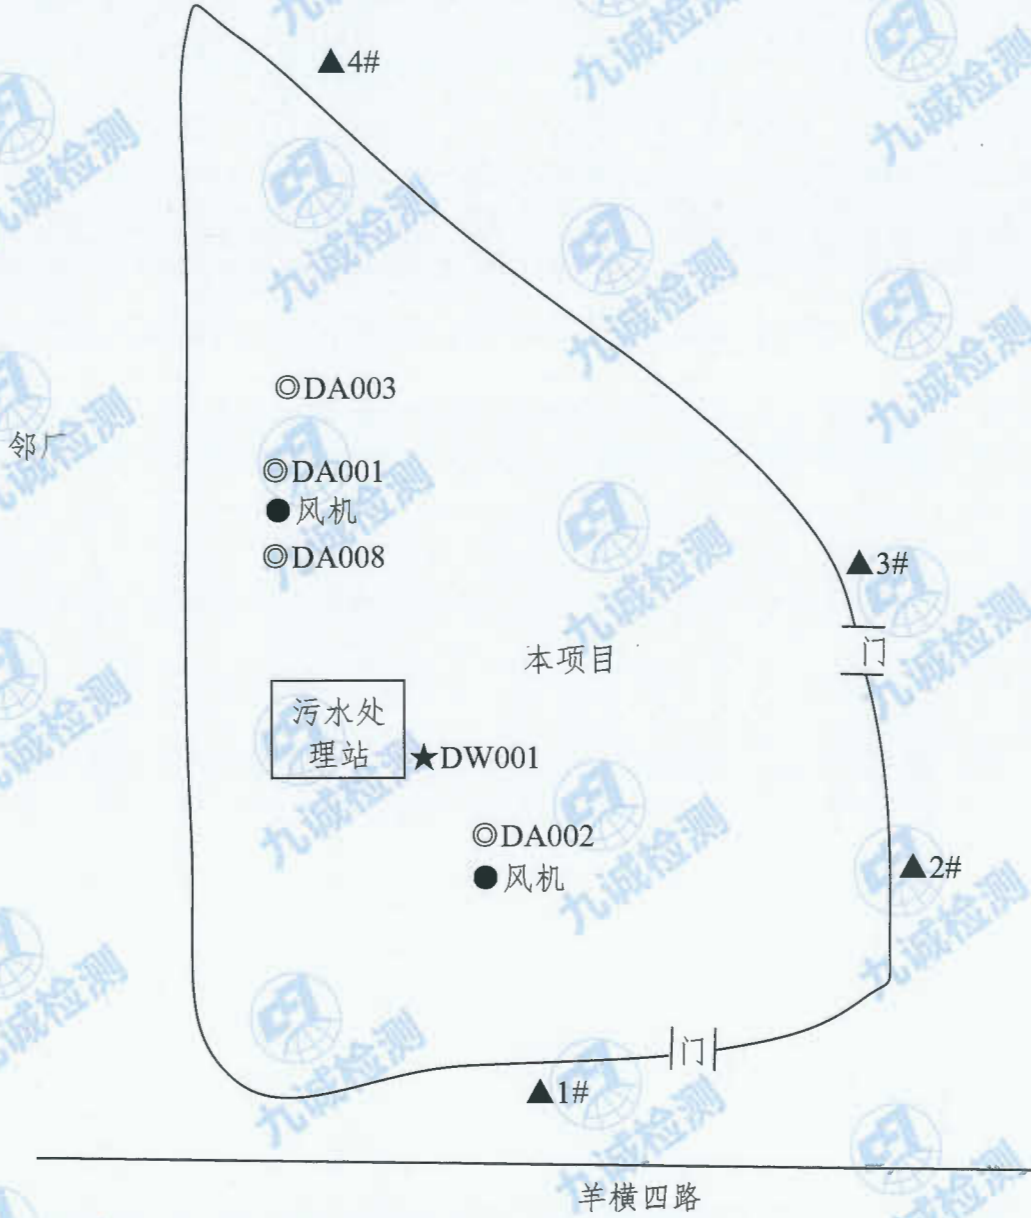 ▲4#
◎DA003
邻厂
◎DA001
●风机
◎DA008
▲3#
门
本项目
污水处
理站
★DW001
◎DA002
●风机
▲2#
门
▲1#
羊横四路
九诚检测